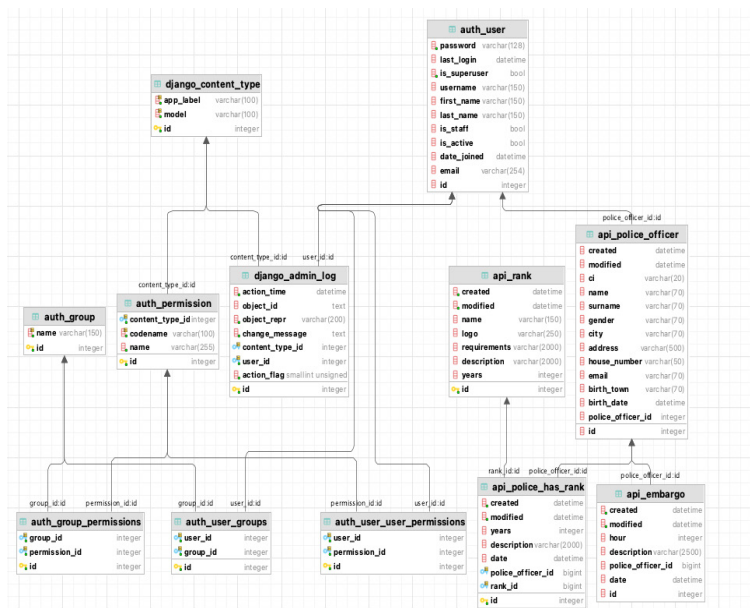 auth_user
password varchar(128)
last_login datetime
is_superuser bool
username varchar(150)
first_name varchar(150)
last_name varchar(150)
is_staff bool
is_active bool
date_joined datetime
email varchar(254)
id integer
django_content_type
app_label varchar(100)
model varchar(100)
id integer
police_officer_id:id
api_police_officer
created datetime
modified datetime
ci varchar(20)
name varchar(70)
surname varchar(70)
gender varchar(70)
city varchar(70)
address varchar(500)
house_number varchar(50)
email varchar(70)
birth_town varchar(70)
birth_date datetime
police_officer_id integer
id integer
content_type_id:id
user_id:id
django_admin_log
action_time datetime
object_id text
object_repr varchar(200)
change_message text
content_type_id integer
user_id integer
action_flag smallint unsigned
id integer
api_rank
created datetime
modified datetime
name varchar(150)
logo varchar(250)
requirements varchar(2000)
description varchar(2000)
years integer
id integer
content_type_id:id
auth_permission
content_type_id integer
codename varchar(100)
name varchar(255)
id integer
auth_group
name varchar(150)
id integer
group_id:id
permission_id:id
auth_group_permissions
group_id integer
permission_id integer
id integer
group_id:id
user_id:id
auth_user_groups
user_id integer
group_id integer
id integer
permission_id:id
user_id:id
auth_user_user_permissions
user_id integer
permission_id integer
id integer
rank_id:id
police_officer_id:id
api_police_has_rank
created datetime
modified datetime
years integer
description varchar(2000)
date datetime
police_officer_id bigint
rank_id bigint
id integer
police_officer_id:id
api_embargo
created datetime
modified datetime
hour integer
description varchar(2500)
police_officer_id bigint
date datetime
id integer